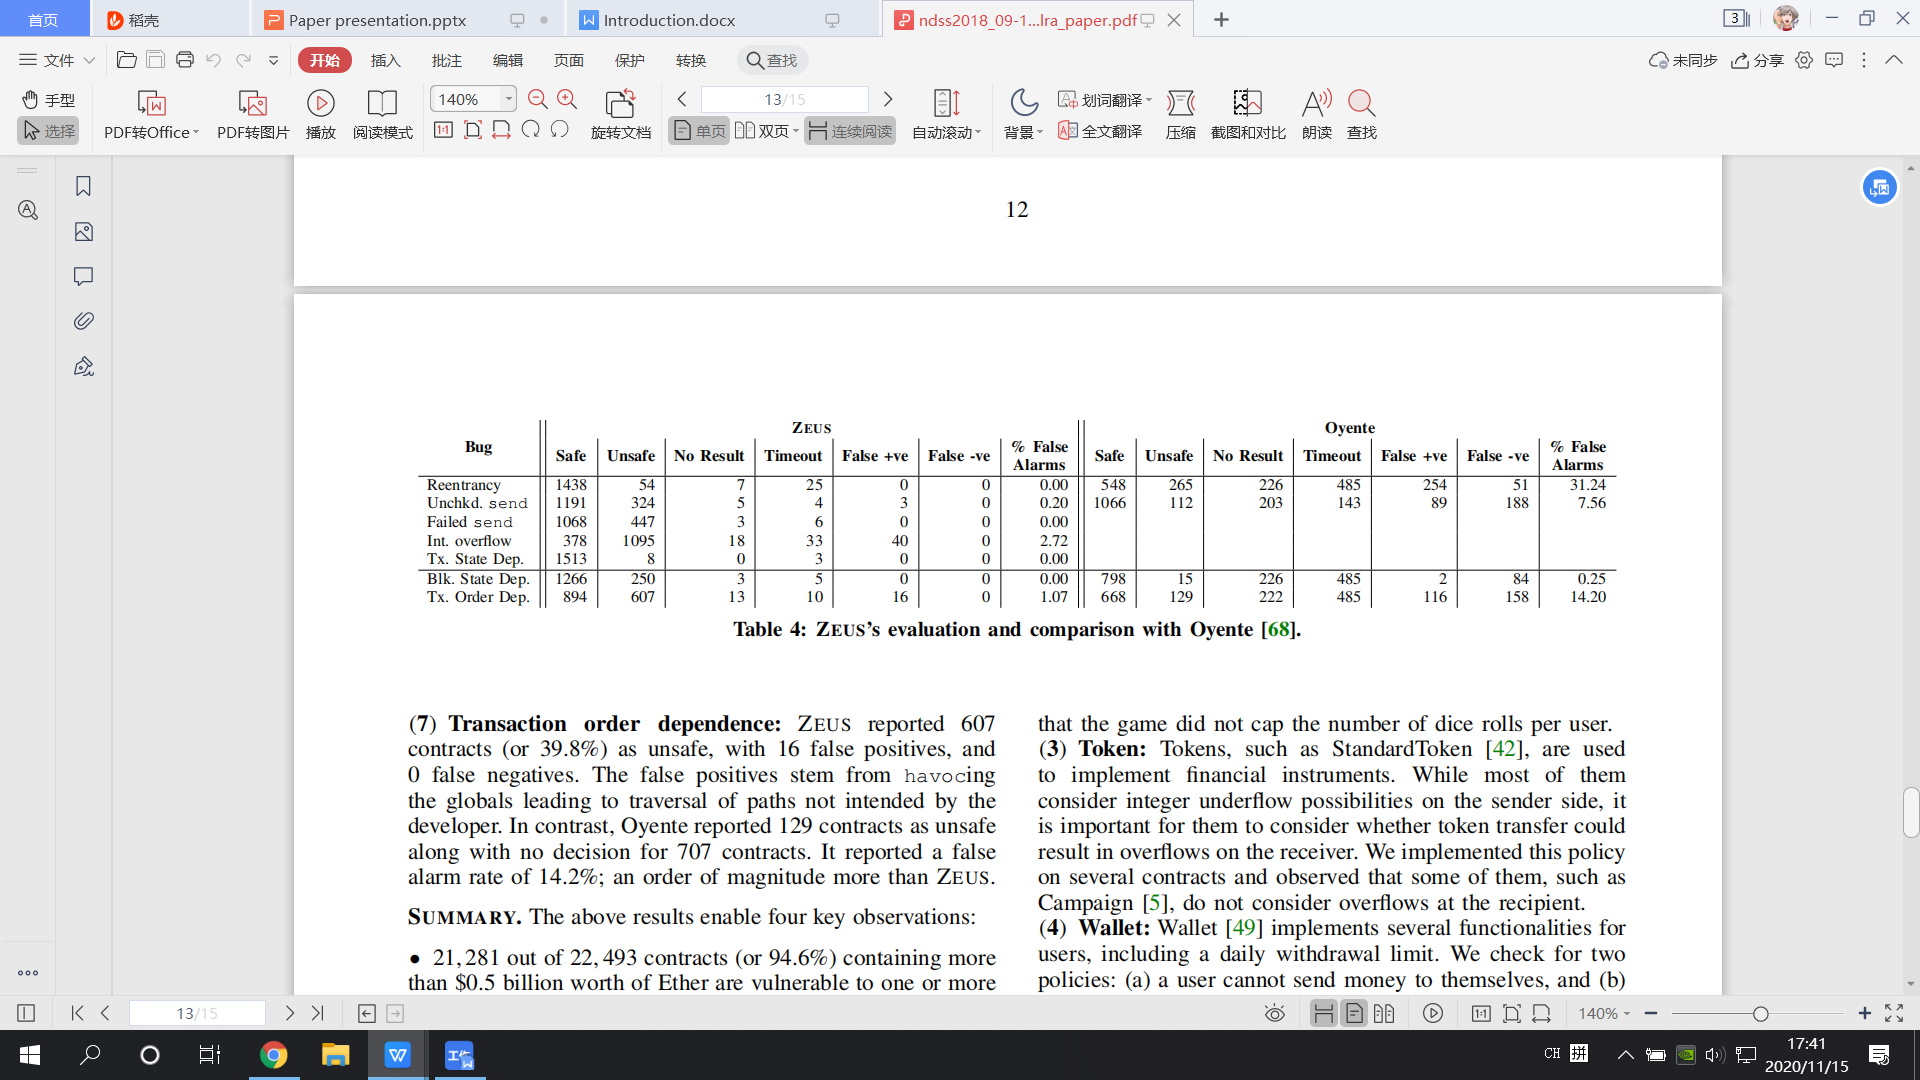 首页
稻壳
Paper presentation.pptx
Introduction.docx
ndss2018_09-1...lra_paper.pdf
3
文件
开始
插入
批注
编辑
页面
保护
转换
查找
未同步
分享
手型
选择
PDF转Office
PDF转图片
播放
阅读模式
140%
1:1
旋转文档
13/15
单页
双页
连续阅读
自动滚动
背景
划词翻译
全文翻译
压缩
截图和对比
朗读
查找
12
ZEUS Oyente
Bug Safe Unsafe No Result Timeout False +ve False -ve % False Alarms Safe Unsafe No Result Timeout False +ve False -ve % False Alarms
Reentrancy 1438 54 7 25 0 0 0.00 548 265 226 485 254 51 31.24
Unchkd. send 1191 324 5 4 3 0 0.20 1066 112 203 143 89 188 7.56
Failed send 1068 447 3 6 0 0 0.00
Int. overflow 378 1095 18 33 40 0 2.72
Tx. State Dep. 1513 8 0 3 0 0 0.00
Blk. State Dep. 1266 250 3 5 0 0 0.00 798 15 226 485 2 84 0.25
Tx. Order Dep. 894 607 13 10 16 0 1.07 668 129 222 485 116 158 14.20
Table 4: ZEUS's evaluation and comparison with Oyente [68].
(7) Transaction order dependence: ZEUS reported 607
contracts (or 39.8%) as unsafe, with 16 false positives, and
0 false negatives. The false positives stem from havocing
the globals leading to traversal of paths not intended by the
developer. In contrast, Oyente reported 129 contracts as unsafe
along with no decision for 707 contracts. It reported a false
alarm rate of 14.2%; an order of magnitude more than ZEUS.
SUMMARY. The above results enable four key observations:
• 21,281 out of 22,493 contracts (or 94.6%) containing more
than $0.5 billion worth of Ether are vulnerable to one or more
that the game did not cap the number of dice rolls per user.
(3) Token: Tokens, such as StandardToken [42], are used
to implement financial instruments. While most of them
consider integer underflow possibilities on the sender side, it
is important for them to consider whether token transfer could
result in overflows on the receiver. We implemented this policy
on several contracts and observed that some of them, such as
Campaign [5], do not consider overflows at the recipient.
(4) Wallet: Wallet [49] implements several functionalities for
users, including a daily withdrawal limit. We check for two
policies: (a) a user cannot send money to themselves, and (b)
13/15
1:1
140%
CH
拼
17:41
2020/11/15